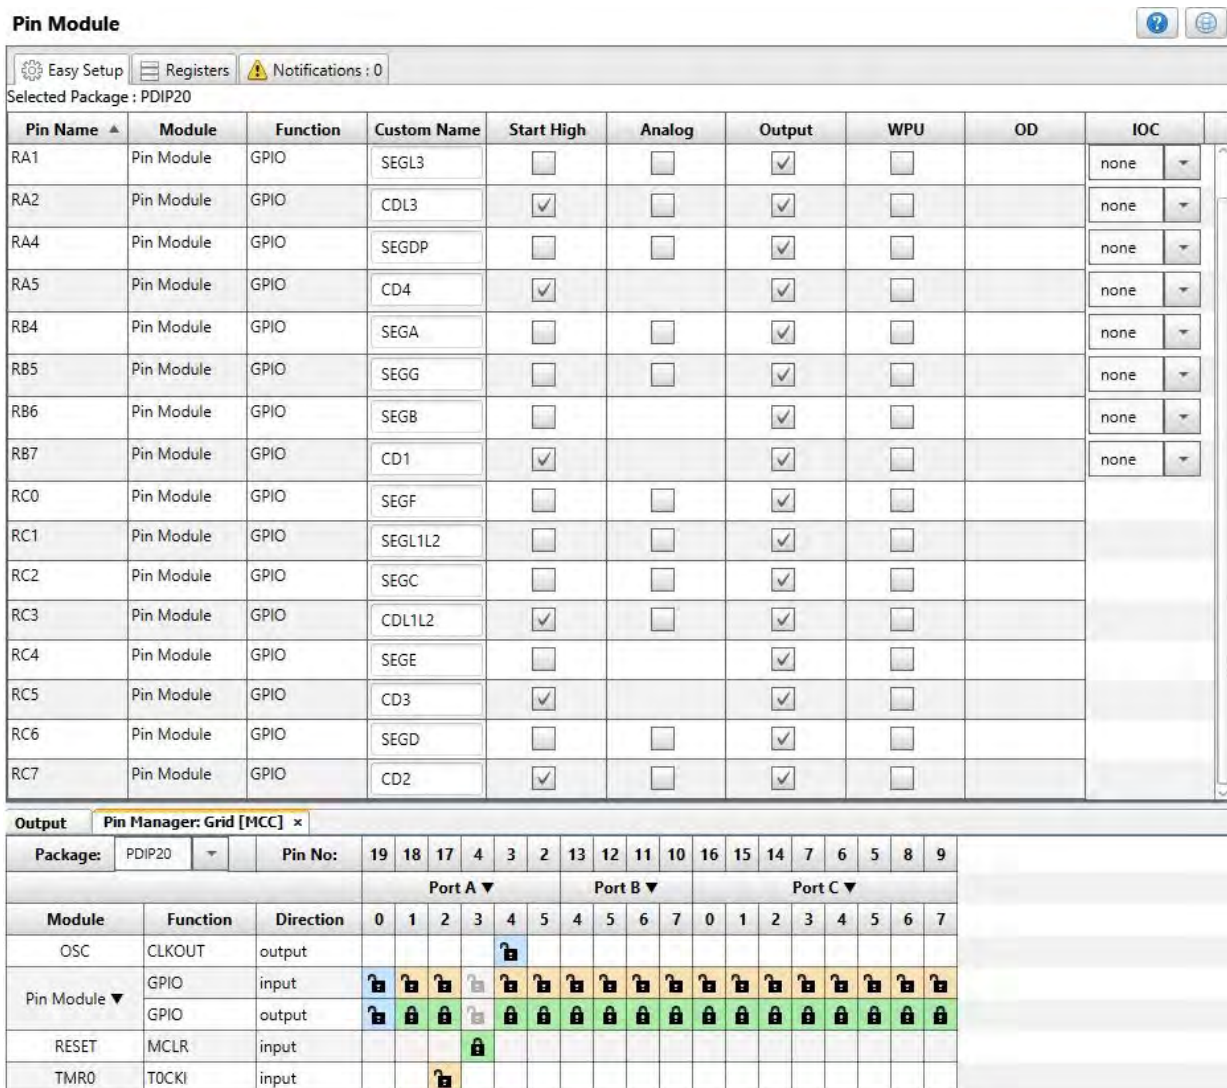 Pin Module
Easy Setup Registers Notifications : 0
Selected Package : PDIP20
Pin Name Module Function Custom Name Start High Analog Output WPU OD IOC
RA1 Pin Module GPIO SEGL3 none
RA2 Pin Module GPIO CDL3 none
RA4 Pin Module GPIO SEGDP none
RA5 Pin Module GPIO CD4 none
RB4 Pin Module GPIO SEGA none
RB5 Pin Module GPIO SEGG none
RB6 Pin Module GPIO SEGB none
RB7 Pin Module GPIO CD1 none
RC0 Pin Module GPIO SEGF
RC1 Pin Module GPIO SEGL1L2
RC2 Pin Module GPIO SEGC
RC3 Pin Module GPIO CDL1L2
RC4 Pin Module GPIO SEGE
RC5 Pin Module GPIO CD3
RC6 Pin Module GPIO SEGD
RC7 Pin Module GPIO CD2
Output Pin Manager: Grid [MCC] ×
Package: PDIP20 Pin No: 19 18 17 4 3 2 13 12 11 10 16 15 14 7 6 5 8 9
Port A ▼ Port B ▼ Port C ▼
Module Function Direction 0 1 2 3 4 5 4 5 6 7 0 1 2 3 4 5 6 7
OSC CLKOUT output
Pin Module ▼ GPIO input
GPIO output
RESET MCLR input
TMR0 T0CKI input